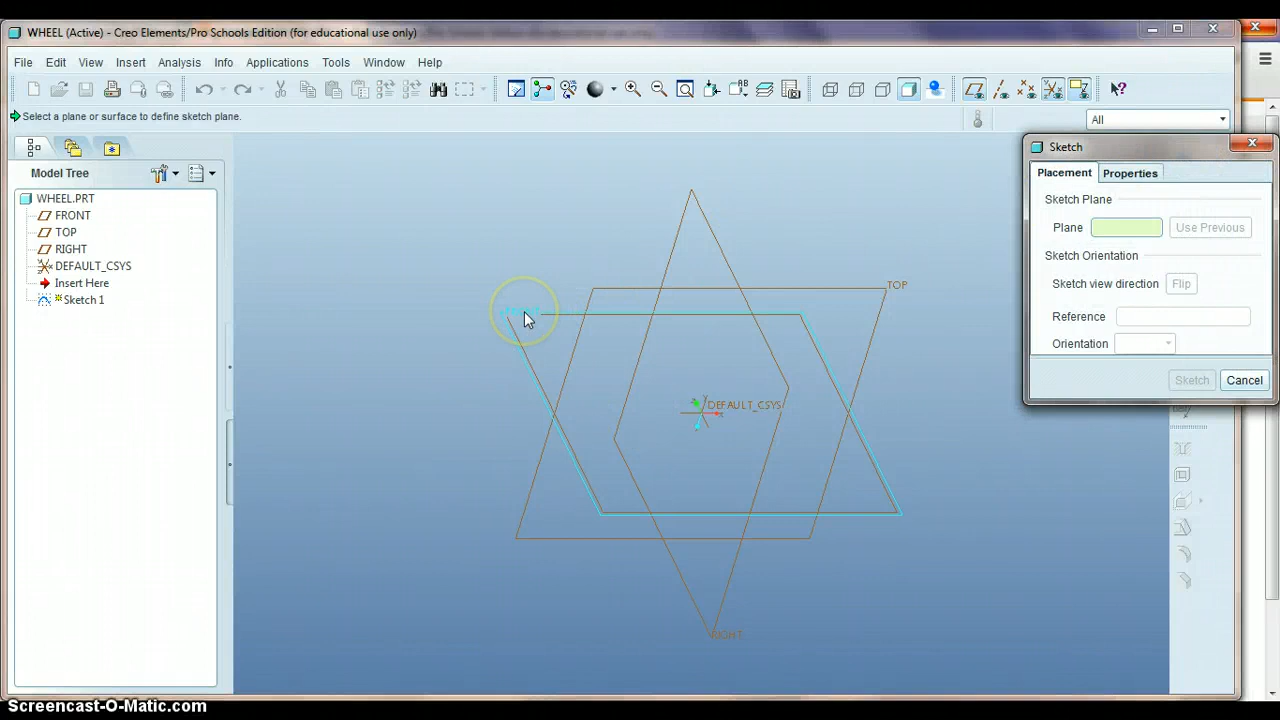 WHEEL (Active) - Creo Elements/Pro Schools Edition (for educational use only)
File Edit View Insert Analysis Info Applications Tools Window Help
Select a plane or surface to define sketch plane.
All
Model Tree
WHEEL.PRT
FRONT
TOP
RIGHT
DEFAULT_CSYS
Insert Here
Sketch 1
TOP
FRONT
Y
DEFAULT_CSYS
X
RIGHT
Sketch
Placement Properties
Sketch Plane
Plane Use Previous
Sketch Orientation
Sketch view direction Flip
Reference
Orientation
Sketch Cancel
Screencast-O-Matic.com